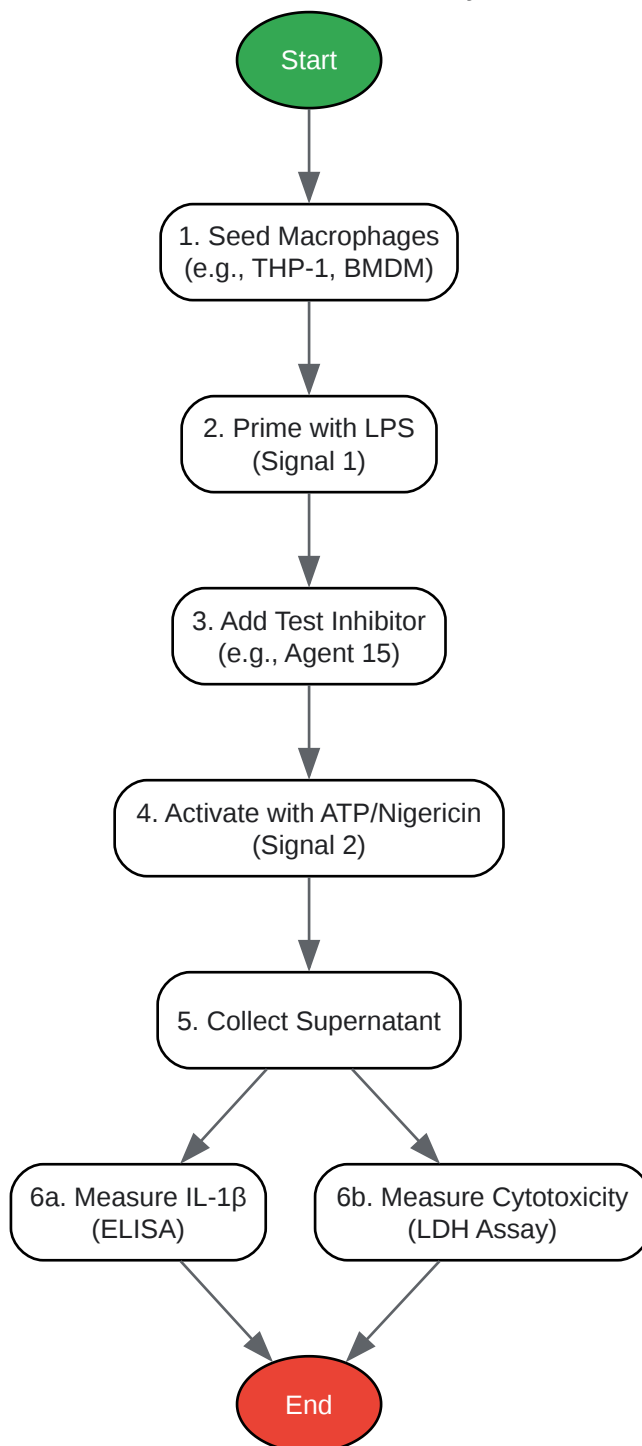 Start
1. Seed Macrophages
(e.g., THP-1, BMDM)
2. Prime with LPS
(Signal 1)
3. Add Test Inhibitor
(e.g., Agent 15)
4. Activate with ATP/Nigericin
(Signal 2)
5. Collect Supernatant
6a. Measure IL-1β
(ELISA)
6b. Measure Cytotoxicity
(LDH Assay)
End